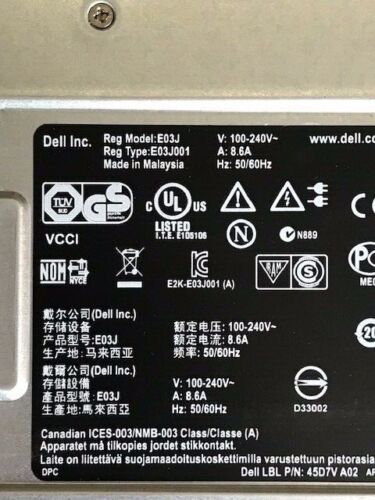 Dell Inc.
Reg Model: E03J
Reg Type: E03J001
Made in Malaysia
V: 100-240V~
A: 8.6A
Hz: 50/60Hz
www.dell.co
TÜV
SÜD
GS
geprüfte
Sicherheit
C UL US
LISTED
I.T.E. E105106
N
N889
VCCI
NOM
NYCE
E2K-E03J001 (A)
S
ME0
戴尔公司(Dell Inc.)
存储设备
产品型号: E03J
生产地: 马来西亚
额定电压: 100-240V~
额定电流: 8.6A
频率: 50/60Hz
20
戴爾公司(Dell Inc.)
存儲設備
產品型號: E03J
生產地: 馬來西亞
V: 100-240V~
A: 8.6A
Hz: 50/60Hz
D33002
Canadian ICES-003/NMB-003 Class/Classe (A)
Apparatet må tilkoples jordet stikkontakt.
Laite on liitettävä suojamaadoituskoskettimilla varustettuun pistorasia
DPC
Dell LBL P/N: 45D7V A02